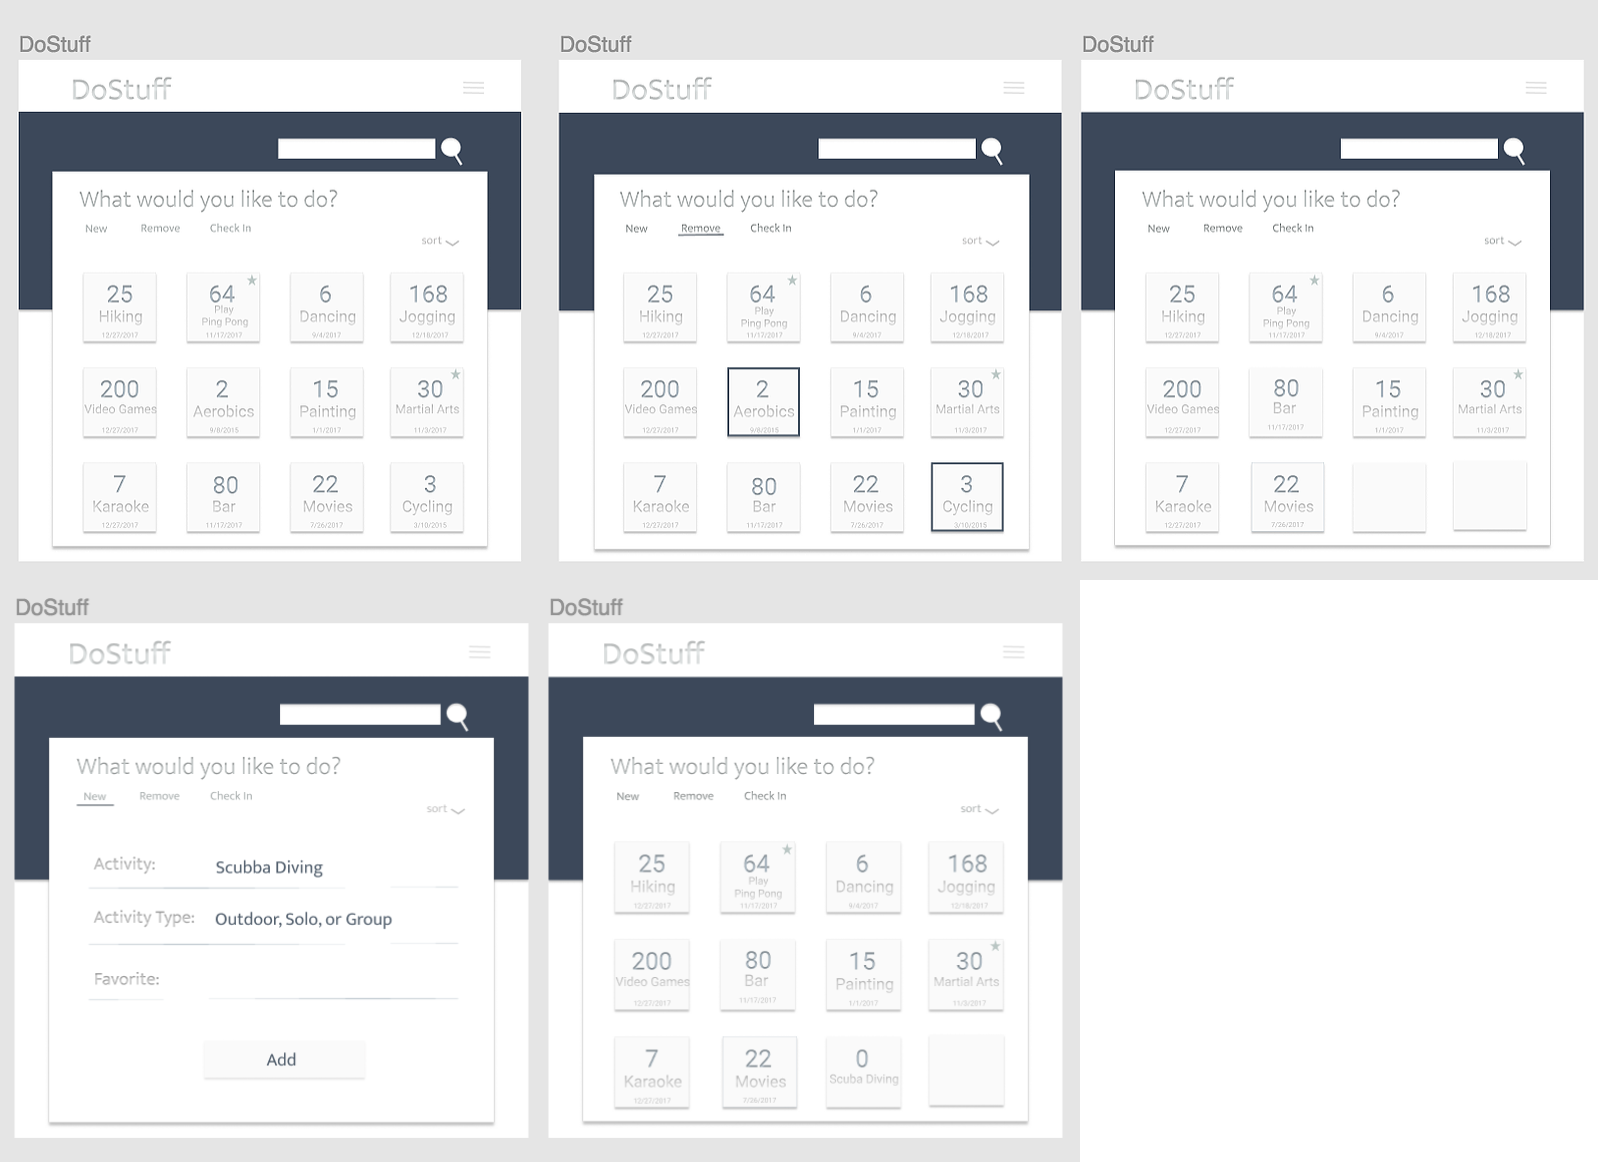 DoStuff
DoStuff
What would you like to do?
New Remove Check In
sort
25 64 6 168
Hiking Play Ping Pong Dancing Jogging
12/27/2017 11/17/2017 9/4/2017 12/18/2017
200 2 15 30
Video Games Aerobics Painting Martial Arts
12/27/2017 9/8/2015 1/1/2017 11/3/2017
7 80 22 3
Karaoke Bar Movies Cycling
12/27/2017 11/17/2017 7/26/2017 3/10/2015
DoStuff
DoStuff
What would you like to do?
New Remove Check In
sort
25 64 6 168
Hiking Play Ping Pong Dancing Jogging
12/27/2017 11/17/2017 9/4/2017 12/18/2017
200 2 15 30
Video Games Aerobics Painting Martial Arts
12/27/2017 9/8/2015 1/1/2017 11/3/2017
7 80 22 3
Karaoke Bar Movies Cycling
12/27/2017 11/17/2017 7/26/2017 3/10/2015
DoStuff
DoStuff
What would you like to do?
New Remove Check In
sort
25 64 6 168
Hiking Play Ping Pong Dancing Jogging
12/27/2017 11/17/2017 9/4/2017 12/18/2017
200 80 15 30
Video Games Bar Painting Martial Arts
12/27/2017 11/17/2017 1/1/2017 11/3/2017
7 22
Karaoke Movies
12/27/2017 7/26/2017
DoStuff
DoStuff
What would you like to do?
New Remove Check In
sort
Activity: Scubba Diving
Activity Type: Outdoor, Solo, or Group
Favorite:
Add
DoStuff
DoStuff
What would you like to do?
New Remove Check In
sort
25 64 6 168
Hiking Play Ping Pong Dancing Jogging
12/27/2017 11/17/2017 9/4/2017 12/18/2017
200 80 15 30
Video Games Bar Painting Martial Arts
12/27/2017 11/17/2017 1/1/2017 11/3/2017
7 22 0
Karaoke Movies Scuba Diving
12/27/2017 7/26/2017